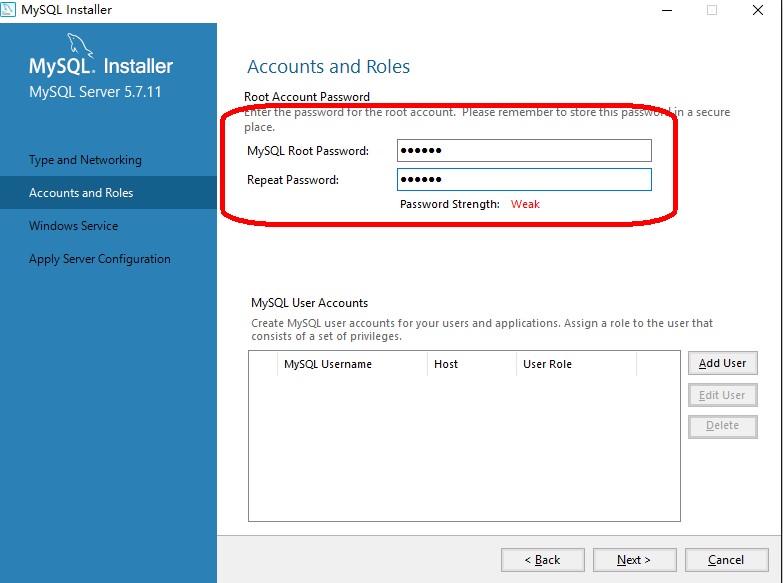 MySQL Installer
MySQL. Installer
MySQL Server 5.7.11
Type and Networking
Accounts and Roles
Windows Service
Apply Server Configuration
Accounts and Roles
Root Account Password
Enter the password for the root account. Please remember to store this password in a secure
place.
MySQL Root Password: ●●●●●●
Repeat Password: ●●●●●●
Password Strength: Weak
MySQL User Accounts
Create MySQL user accounts for your users and applications. Assign a role to the user that
consists of a set of privileges.
MySQL Username Host User Role
Add User
Edit User
Delete
< Back Next > Cancel